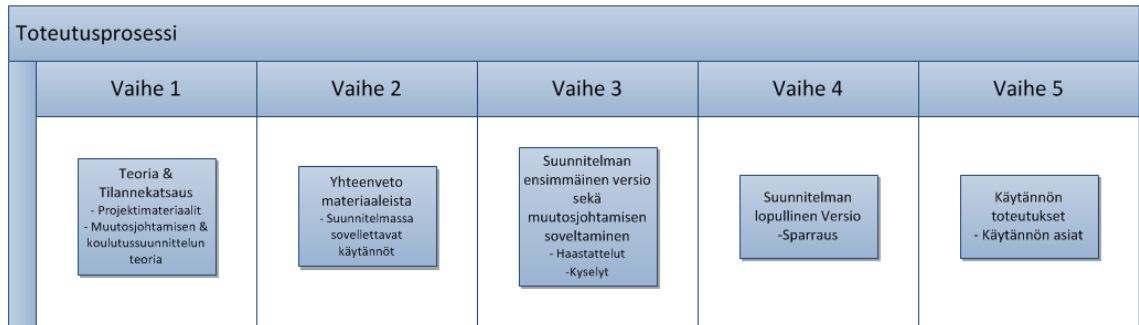 Toteutusprosessi
Vaihe 1
Vaihe 2
Vaihe 3
Vaihe 4
Vaihe 5
Teoria &
Tilannekatsaus
- Projektimateriaalit
- Muutosjohtamisen &
koulutussuunnittelun
teoria
Yhteenveto
materiaaleista
- Suunnitelmassa
sovellettavat
käytännöt
Suunnitelman
ensimmäinen versio
sekä
muutosjohtamisen
soveltaminen
- Haastattelut
-Kyselyt
Suunnitelman
lopullinen Versio
-Sparraus
Käytännön
toteutukset
- Käytännön asiat